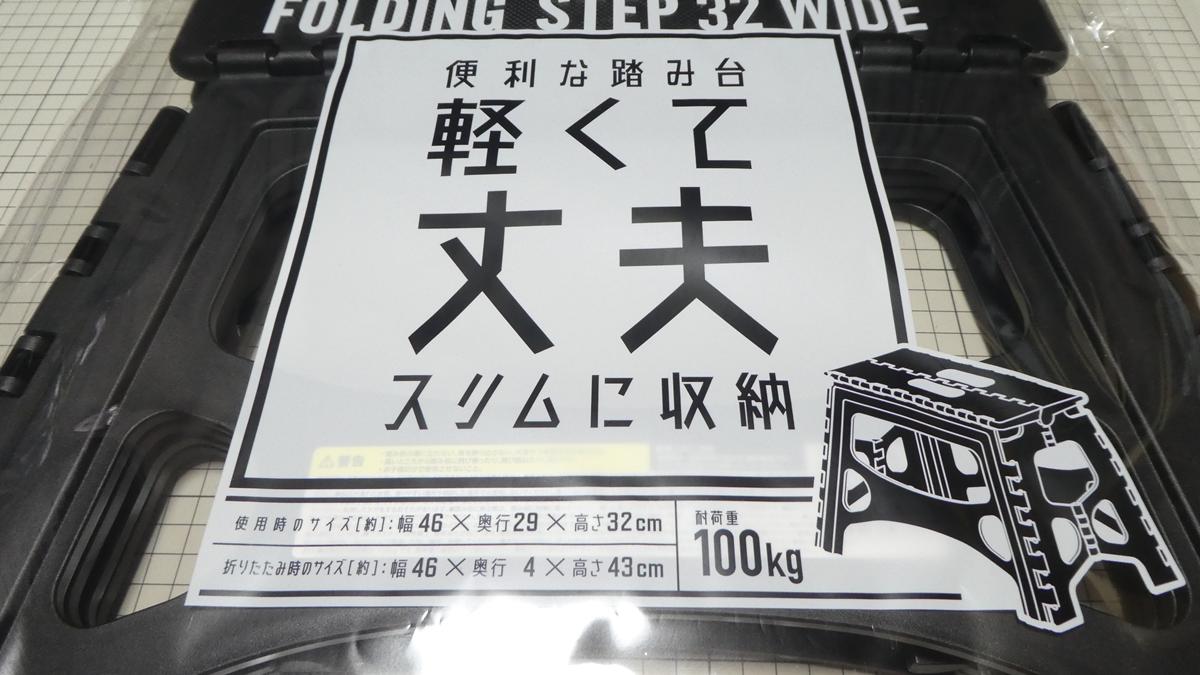 FOLDING STEP 32 WIDE
便利な踏み台
軽くて
丈夫
スリムに収納
使用時のサイズ[約]:幅46×奥行29×高さ32cm
折りたたみ時のサイズ[約]:幅46×奥行 4×高さ43cm
耐荷重
100kg